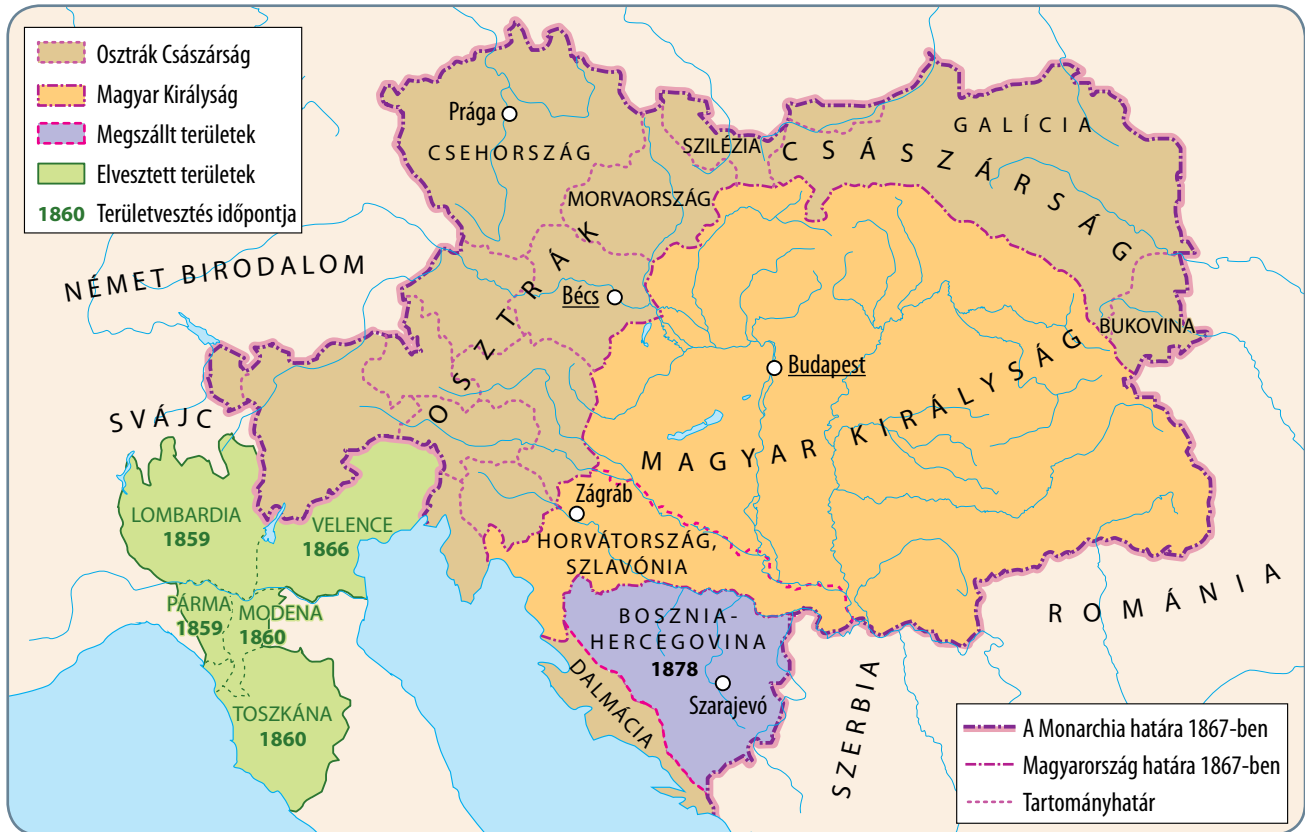 Osztrák Császárság
Magyar Királyság
Megszállt területek
Elvesztett területek
1860 Területvesztés időpontja
Prága
CSEHORSZÁG
SZILÉZIA
GALÍCIA
MORVAORSZÁG
OSZTRÁK CSÁSZÁRSÁG
NÉMET BIRODALOM
Bécs
BUKOVINA
Budapest
SVÁJC
MAGYAR KIRÁLYSÁG
LOMBARDIA
1859
VELENCE
1866
Zágráb
HORVÁTORSZÁG,
SZLAVÓNIA
PÁRMA
1859
MODENA
1860
ROMÁNIA
BOSZNIA-
HERCEGOVINA
1878
Szarajevó
DALMÁCIA
TOSZKÁNA
1860
SZERBIA
A Monarchia határa 1867-ben
Magyarország határa 1867-ben
Tartományhatár